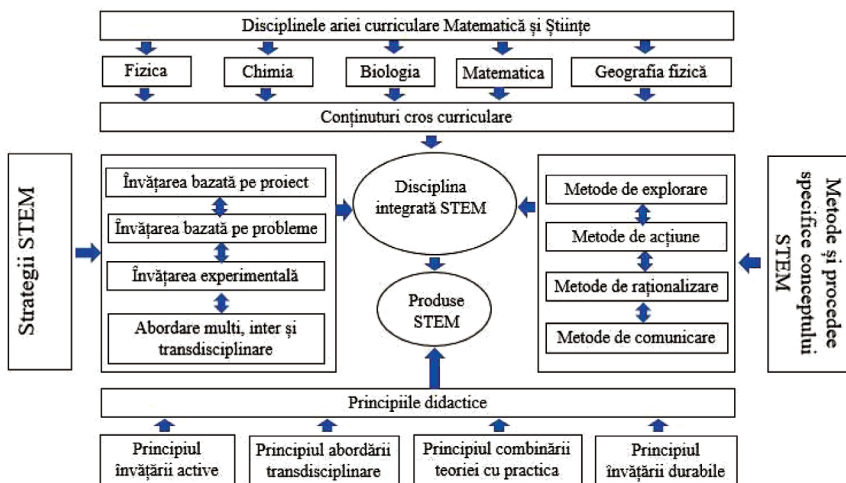 Disciplinele ariei curriculare Matematică și Științe
Fizica
Chimia
Biologia
Matematica
Geografia fizică
Conținuturi cros curriculare
Strategii STEM
Învățarea bazată pe proiect
Învățarea bazată pe probleme
Învățarea experimentală
Abordare multi, inter și
transdisciplinare
Disciplina
integrată STEM
Produse
STEM
Metode de explorare
Metode de acțiune
Metode de raționalizare
Metode de comunicare
Metode și procedee
specifice conceptului
STEM
Principiile didactice
Principiul
învățării active
Principiul abordării
transdisciplinare
Principiul combinării
teoriei cu practica
Principiul
învățării durabile